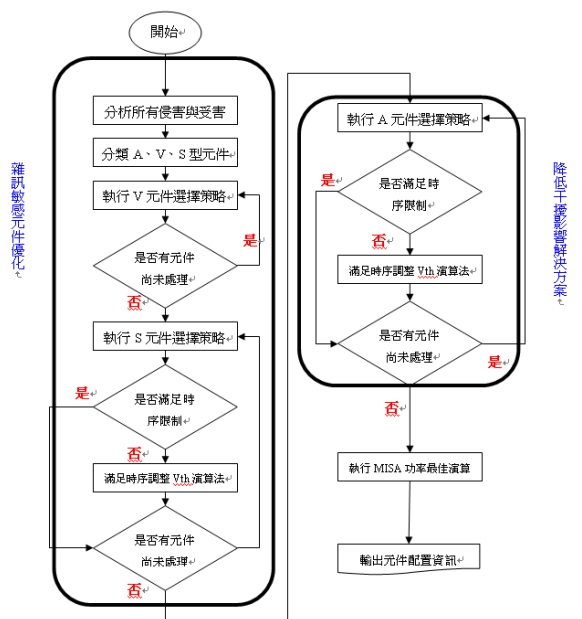 開始
分析所有侵害與受害
分類 A、V、S 型元件
執行 V 元件選擇策略
是
是否有元件
尚未處理
否
執行 S 元件選擇策略
是
是否滿足時
序限制
否
滿足時序調整 Vth 演算法
是否有元件
尚未處理
否
雜訊敏感元件優化
執行 A 元件選擇策略
是
是否滿足時
序限制
否
滿足時序調整 Vth 演算法
是否有元件
尚未處理
是
否
執行 MISA 功率最佳演算
輸出元件配置資訊
降低干擾影響解決方案